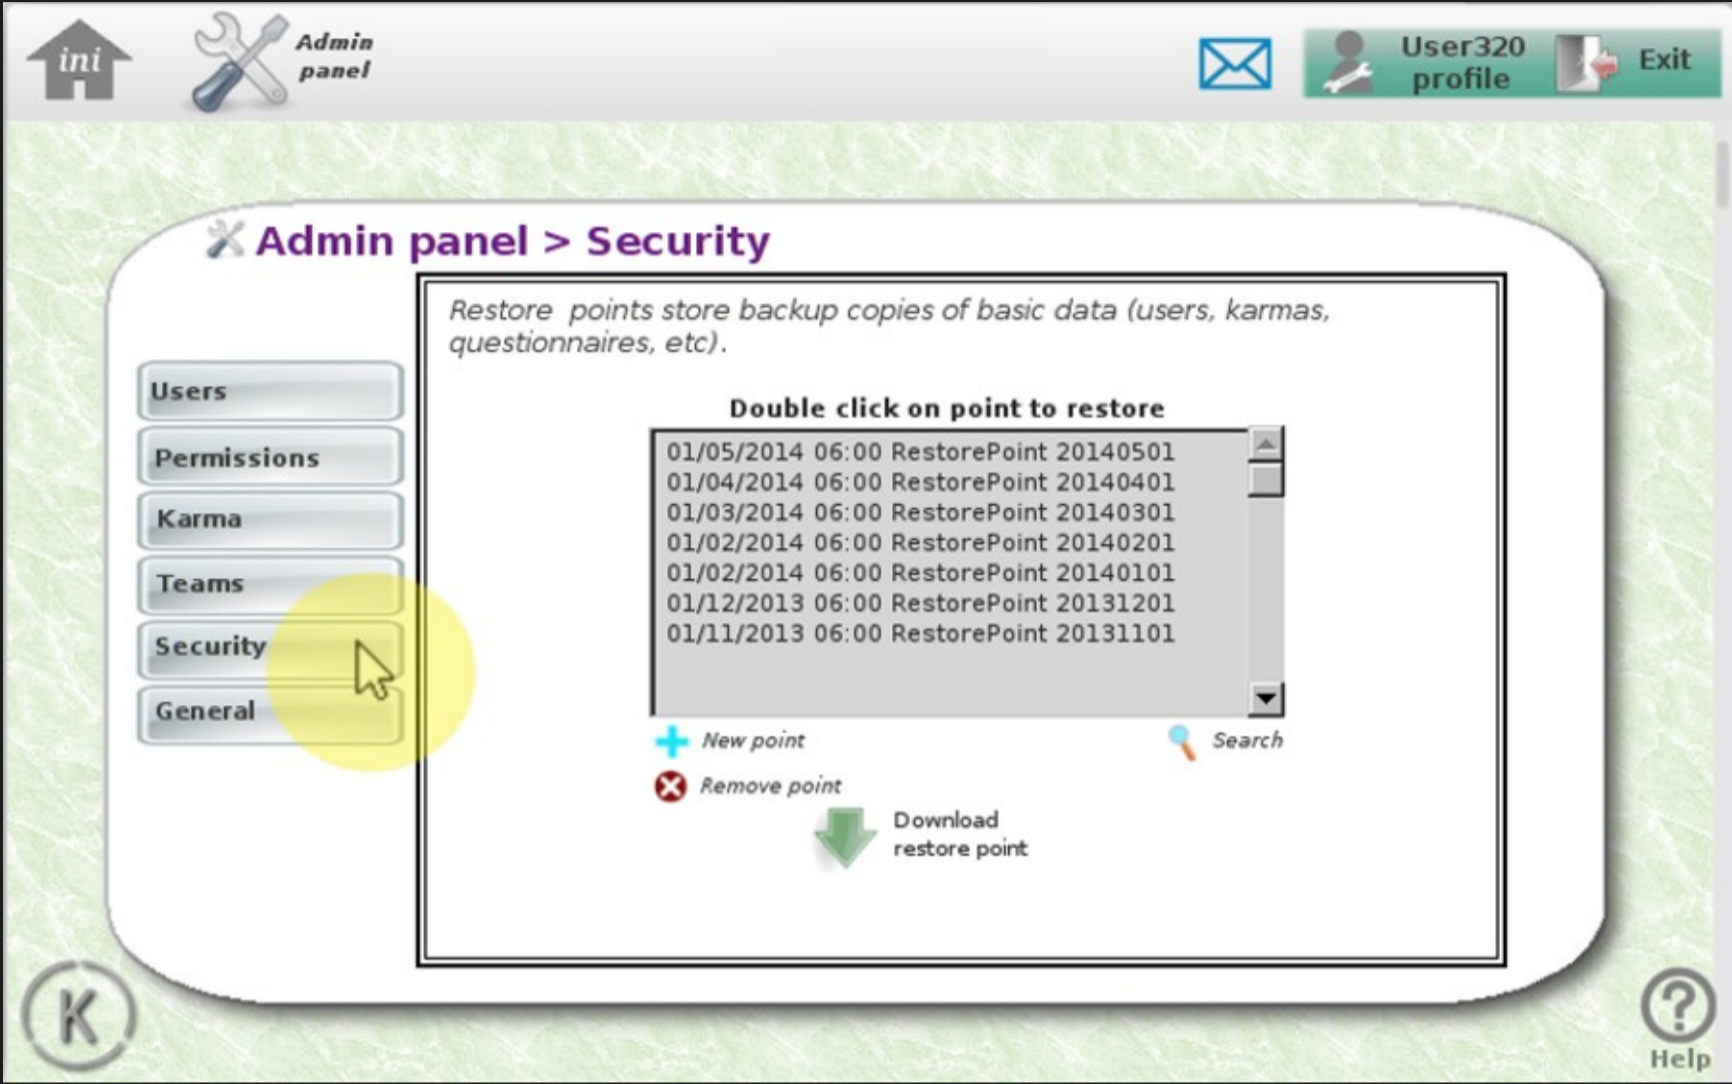 ini
Admin
panel
User320
profile
Exit
Admin panel > Security
Restore points store backup copies of basic data (users, karmas,
questionnaires, etc).
Users
Permissions
Karma
Teams
Security
General
Double click on point to restore
01/05/2014 06:00 RestorePoint 20140501
01/04/2014 06:00 RestorePoint 20140401
01/03/2014 06:00 RestorePoint 20140301
01/02/2014 06:00 RestorePoint 20140201
01/02/2014 06:00 RestorePoint 20140101
01/12/2013 06:00 RestorePoint 20131201
01/11/2013 06:00 RestorePoint 20131101
New point
Search
Remove point
Download
restore point
K
?
Help